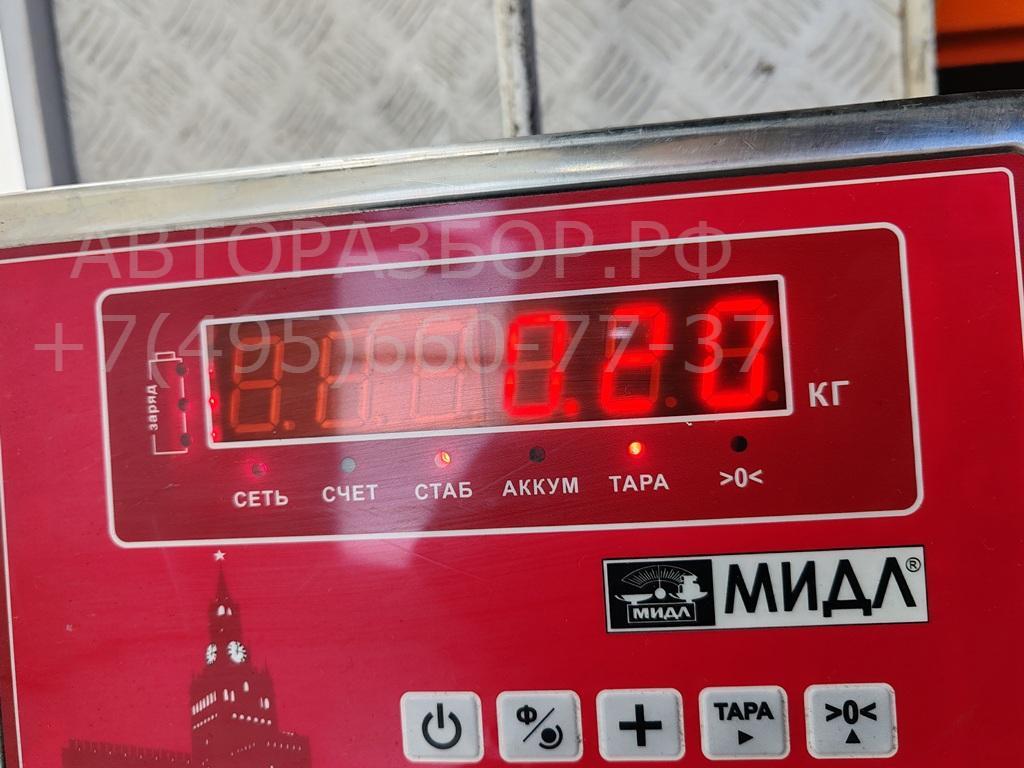 АВТОРАЗБОР.РФ
+7(495)660-77-37
заряд
0.20
КГ
СЕТЬ СЧЕТ СТАБ АККУМ ТАРА >0<
МИДЛ МИДЛ®
Ф ТАРА >0<